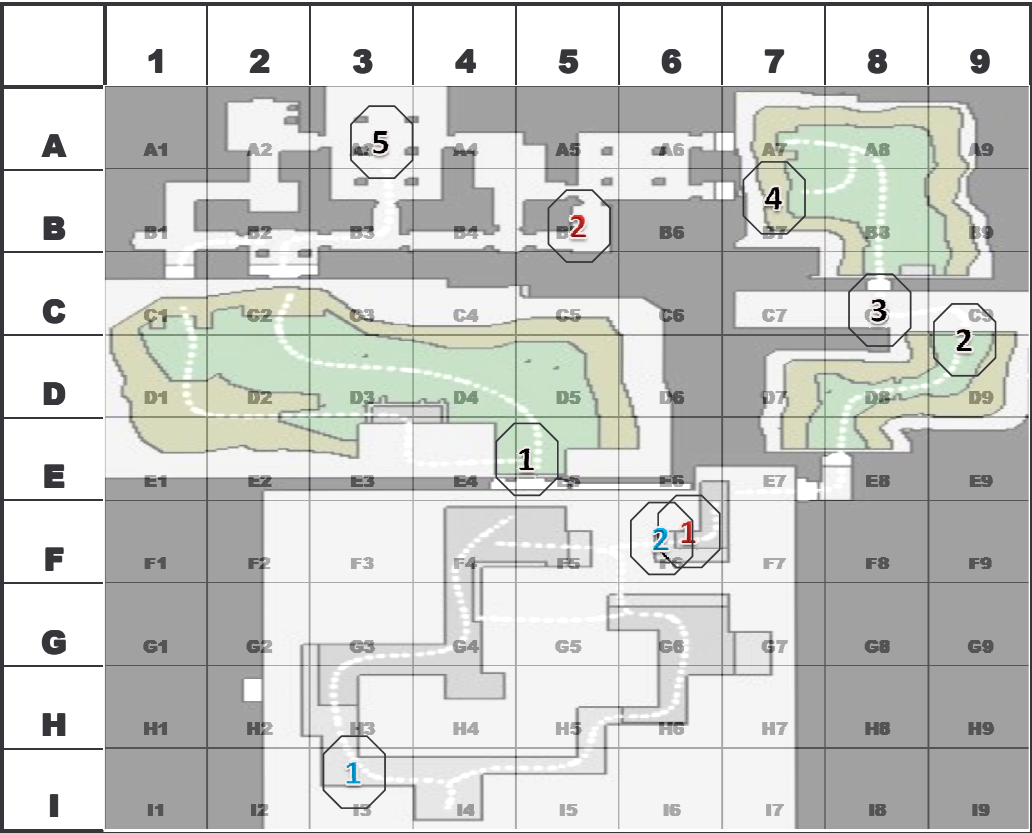 1 2 3 4 5 6 7 8 9
5
A A1 A2 A4 A5 A6 A7 A8 A9
4
2
B B1 B2 B3 B4 B6 B7 B8 B9
3
C C1 C2 C3 C4 C5 C6 C7 C9
2
D D1 D2 D3 D4 D5 D6 D7 D8 D9
1
E E1 E2 E3 E4 E5 E6 E7 E8 E9
2 1
F F1 F2 F3 F4 F5 F6 F7 F8 F9
G G1 G2 G3 G4 G5 G6 G7 G8 G9
H H1 H2 H3 H4 H5 H6 H7 H8 H9
1
I I1 I2 I3 I4 I5 I6 I7 I8 I9